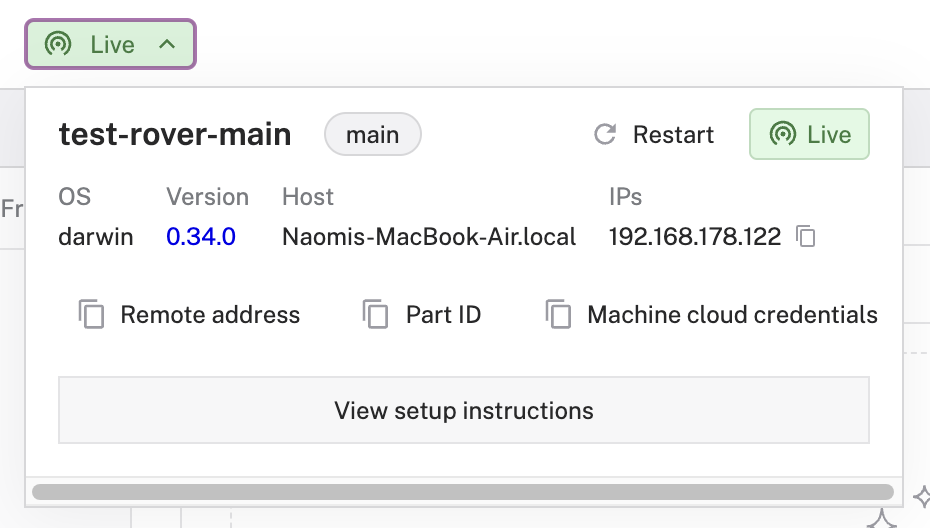 Live
test-rover-main main Restart Live
OS Version Host IPs
darwin 0.34.0 Naomis-MacBook-Air.local 192.168.178.122
Fr
Remote address Part ID Machine cloud credentials
View setup instructions